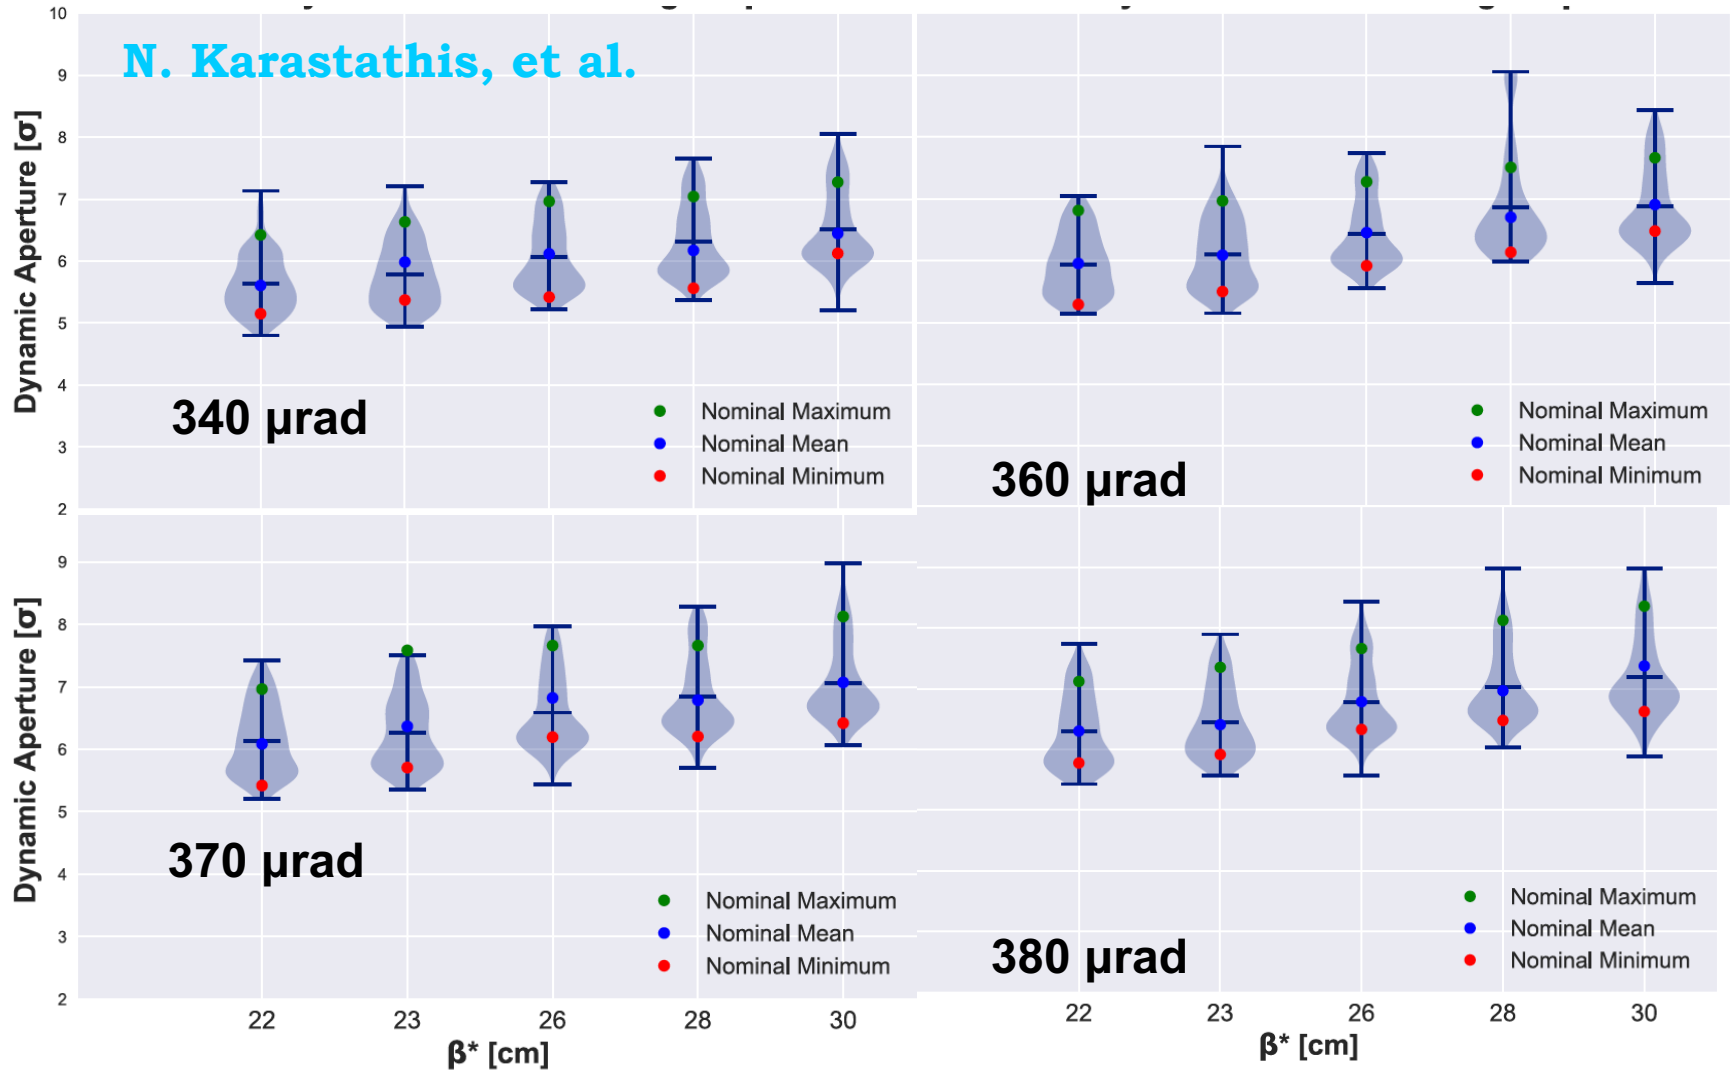 N. Karastathis, et al.
Dynamic Aperture [σ]
10
9
8
7
6
5
4
3
2
340 μrad
Nominal Maximum
Nominal Mean
Nominal Minimum
360 μrad
Nominal Maximum
Nominal Mean
Nominal Minimum
Dynamic Aperture [σ]
9
8
7
6
5
4
3
2
370 μrad
Nominal Maximum
Nominal Mean
Nominal Minimum
22 23 26 28 30
β* [cm]
380 μrad
Nominal Maximum
Nominal Mean
Nominal Minimum
22 23 26 28 30
β* [cm]